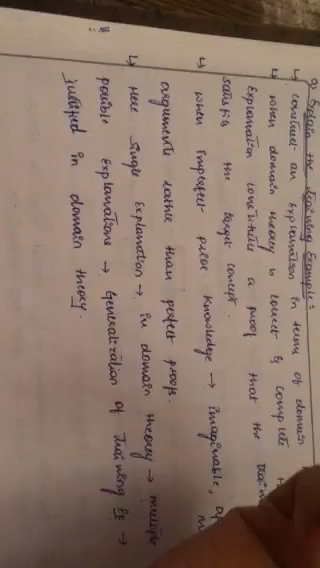 Explain the training Example:
↳ construct an explanation in terms of domain
↳ when domain theory is correct & complete
explanation constitutes a proof that the train
satisfies the target concept.
↳ when imperfect prior knowledge → imaginable,
arguments rather than perfect proofs.
↳ Here single explanation → in domain theory → multiple
possible explanations → Generalization of training ex →
justified in domain theory.